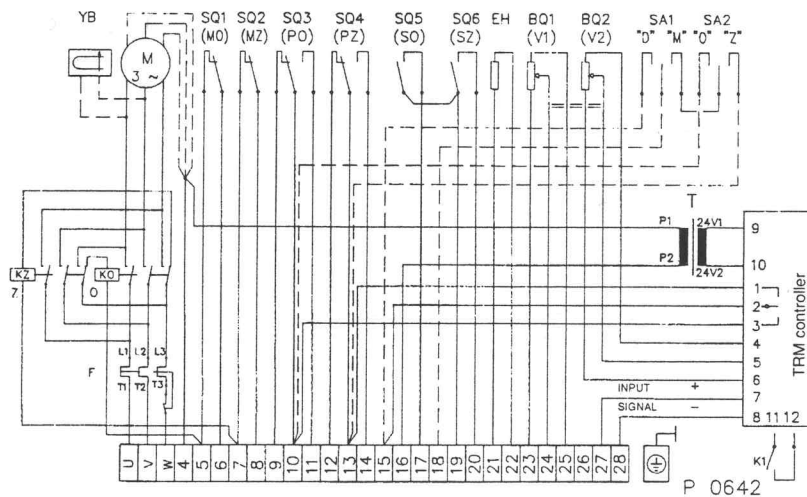 YB SQ1 SQ2 SQ3 SQ4 SQ5 SQ6 EH BQ1 BQ2 SA1 SA2
(MO) (MZ) (PO) (PZ) (SO) (SZ) (V1) (V2) "D" "M" "O" "Z"
M
3 ~
T
P1 24V1 9
P2 24V2 10
KZ KO
7 0
1
2
3
4
5
6
7
8 11 12
TRM controller
INPUT +
SIGNAL −
L1 L2 L3
F
T1 T2 T3
K1
U V W 4 5 6 7 8 9 10 11 12 13 14 15 16 17 18 19 20 21 22 23 24 25 26 27 28
P 0642